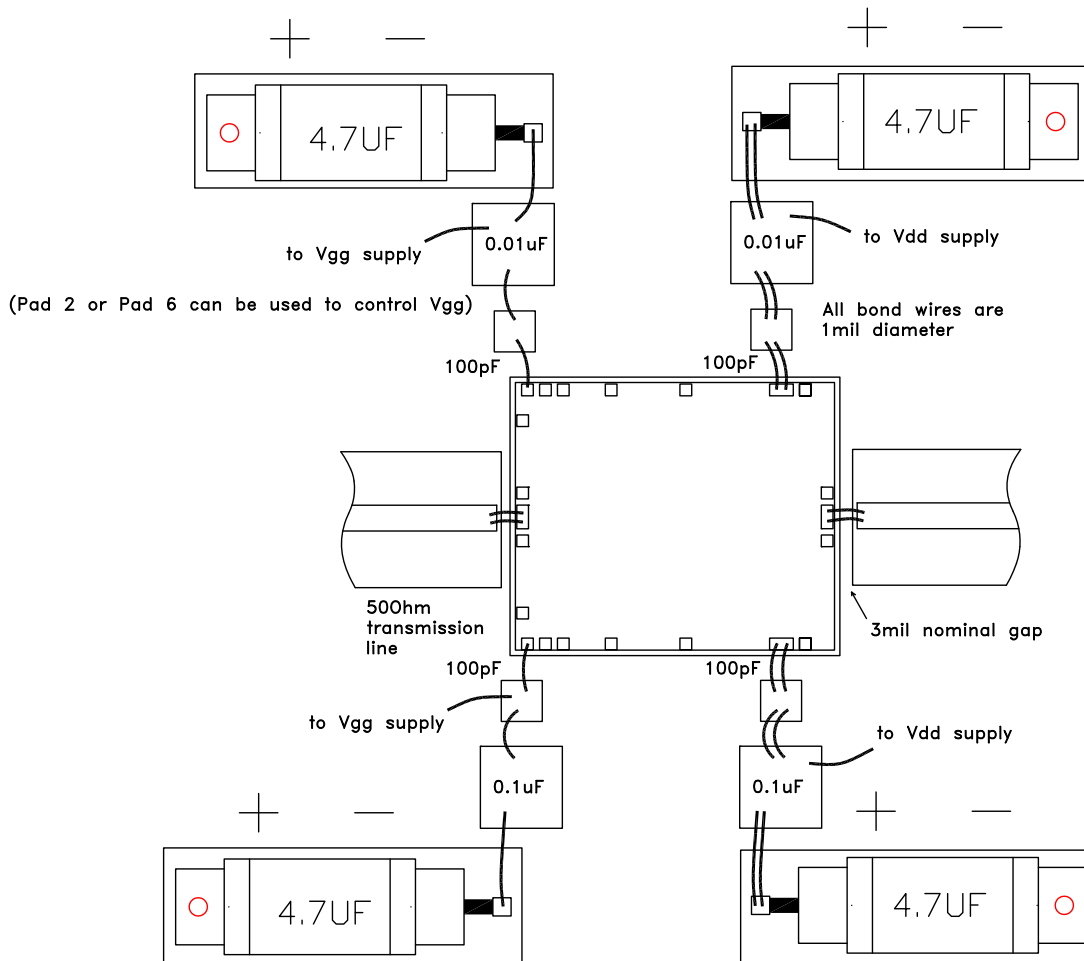 + −
+ −
4.7UF
4.7UF
0.01uF
0.01uF
to Vgg supply
to Vdd supply
(Pad 2 or Pad 6 can be used to control Vgg)
All bond wires are
1mil diameter
100pF
100pF
50Ohm
transmission
line
3mil nominal gap
100pF
100pF
to Vgg supply
to Vdd supply
0.1uF
0.1uF
+ −
+ −
4.7UF
4.7UF